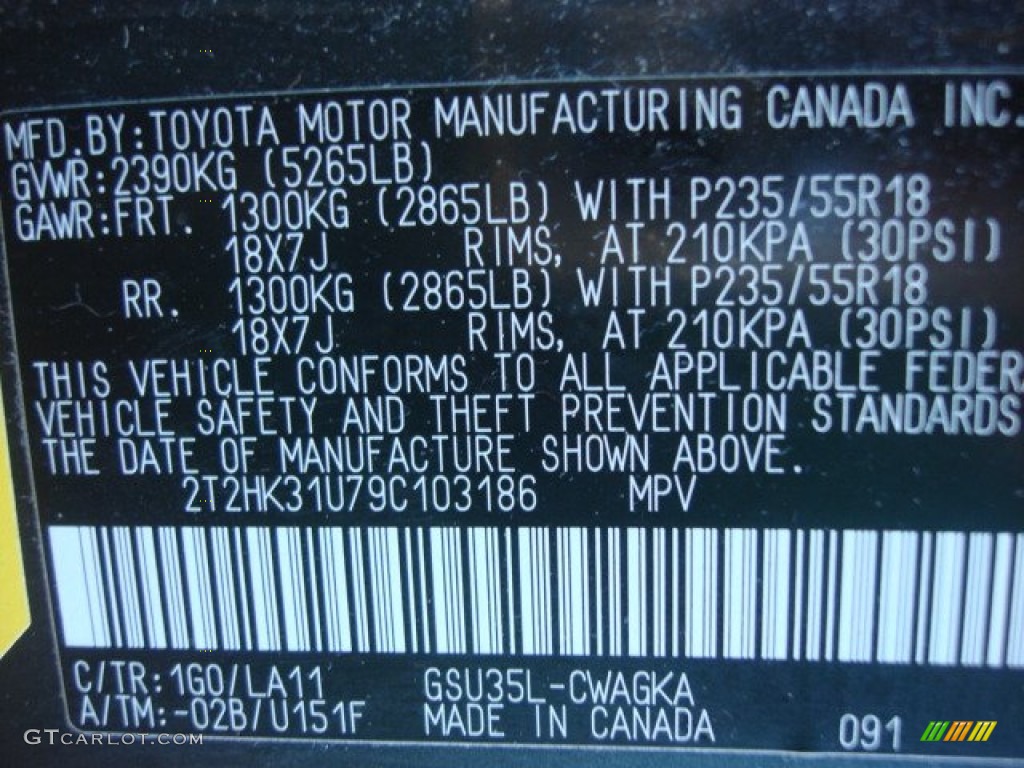 MFD.BY:TOYOTA MOTOR MANUFACTURING CANADA INC.
GVWR:2390KG (5265LB)
GAWR:FRT. 1300KG (2865LB) WITH P235/55R18
18X7J RIMS, AT 210KPA (30PSI)
RR. 1300KG (2865LB) WITH P235/55R18
18X7J RIMS, AT 210KPA (30PSI)
THIS VEHICLE CONFORMS TO ALL APPLICABLE FEDER
VEHICLE SAFETY AND THEFT PREVENTION STANDARDS
THE DATE OF MANUFACTURE SHOWN ABOVE.
2T2HK31U79C103186 MPV
C/TR:1G0/LA11 GSU35L-CWAGKA
A/TM:-02B/U151F MADE IN CANADA 091
GTCARLOT.COM